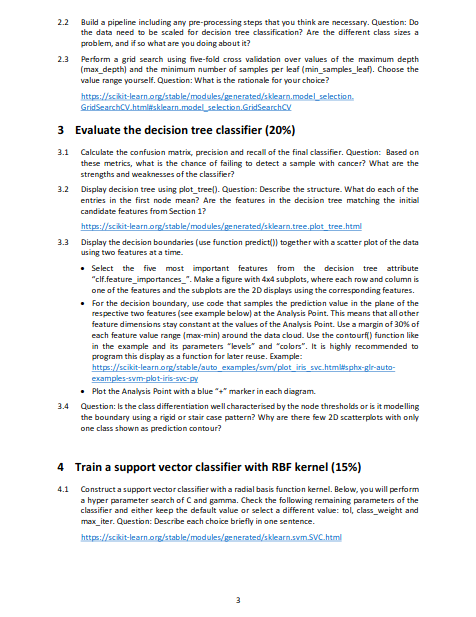 2.2 Build a pipeline including any pre-processing steps that you think are necessary. Question: Do
the data need to be scaled for decision tree classification? Are the different class sizes a
problem, and if so what are you doing about it?
2.3 Perform a grid search using five-fold cross validation over values of the maximum depth
(max_depth) and the minimum number of samples per leaf (min_samples_leaf). Choose the
value range yourself. Question: What is the rationale for your choice?
https://scikit-learn.org/stable/modules/generated/sklearn.model_selection.
GridSearchCV.html#sklearn.model_selection.GridSearchCV
3 Evaluate the decision tree classifier (20%)
3.1 Calculate the confusion matrix, precision and recall of the final classifier. Question: Based on
these metrics, what is the chance of failing to detect a sample with cancer? What are the
strengths and weaknesses of the classifier?
3.2 Display decision tree using plot_tree(). Question: Describe the structure. What do each of the
entries in the first node mean? Are the features in the decision tree matching the initial
candidate features from Section 1?
https://scikit-learn.org/stable/modules/generated/sklearn.tree.plot_tree.html
3.3 Display the decision boundaries (use function predict()) together with a scatter plot of the data
using two features at a time.
• Select the five most important features from the decision tree attribute
"clf.feature_importances_". Make a figure with 4x4 subplots, where each row and column is
one of the features and the subplots are the 2D displays using the corresponding features.
• For the decision boundary, use code that samples the prediction value in the plane of the
respective two features (see example below) at the Analysis Point. This means that all other
feature dimensions stay constant at the values of the Analysis Point. Use a margin of 30% of
each feature value range (max-min) around the data cloud. Use the contourf() function like
in the example and its parameters "levels" and "colors". It is highly recommended to
program this display as a function for later reuse. Example:
https://scikit-learn.org/stable/auto_examples/svm/plot_iris_svc.html#sphx-glr-auto-
examples-svm-plot-iris-svc-py
• Plot the Analysis Point with a blue "+" marker in each diagram.
3.4 Question: Is the class differentiation well characterised by the node thresholds or is it modelling
the boundary using a rigid or stair case pattern? Why are there few 2D scatterplots with only
one class shown as prediction contour?
4 Train a support vector classifier with RBF kernel (15%)
4.1 Construct a support vector classifier with a radial basis function kernel. Below, you will perform
a hyper parameter search of C and gamma. Check the following remaining parameters of the
classifier and either keep the default value or select a different value: tol, class_weight and
max_iter. Question: Describe each choice briefly in one sentence.
https://scikit-learn.org/stable/modules/generated/sklearn.svm.SVC.html
3